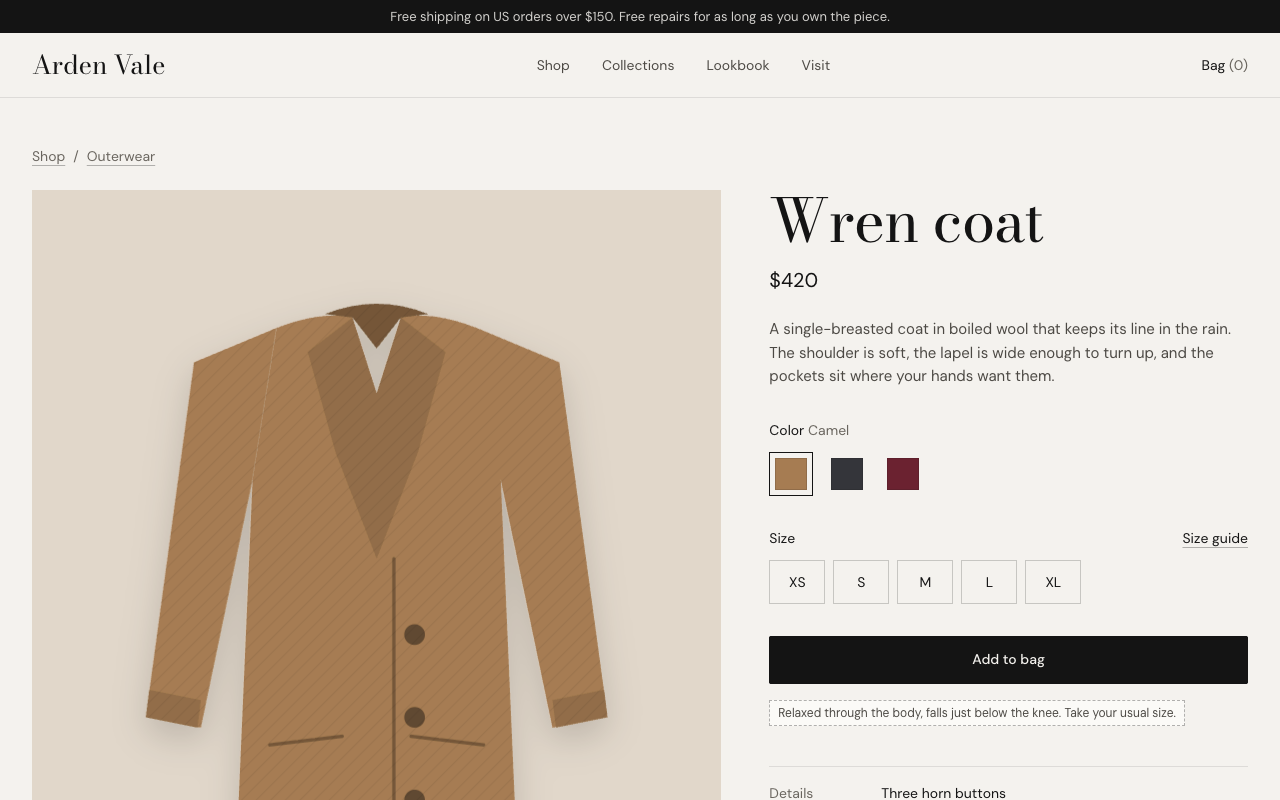 Free shipping on US orders over $150. Free repairs for as long as you own the piece.
Arden Vale
Shop
Collections
Lookbook
Visit
Bag (0)
Shop / Outerwear
Wren coat
$420
A single-breasted coat in boiled wool that keeps its line in the rain.
The shoulder is soft, the lapel is wide enough to turn up, and the
pockets sit where your hands want them.
Color Camel
Size
Size guide
XS
S
M
L
XL
Add to bag
Relaxed through the body, falls just below the knee. Take your usual size.
Details
Three horn buttons